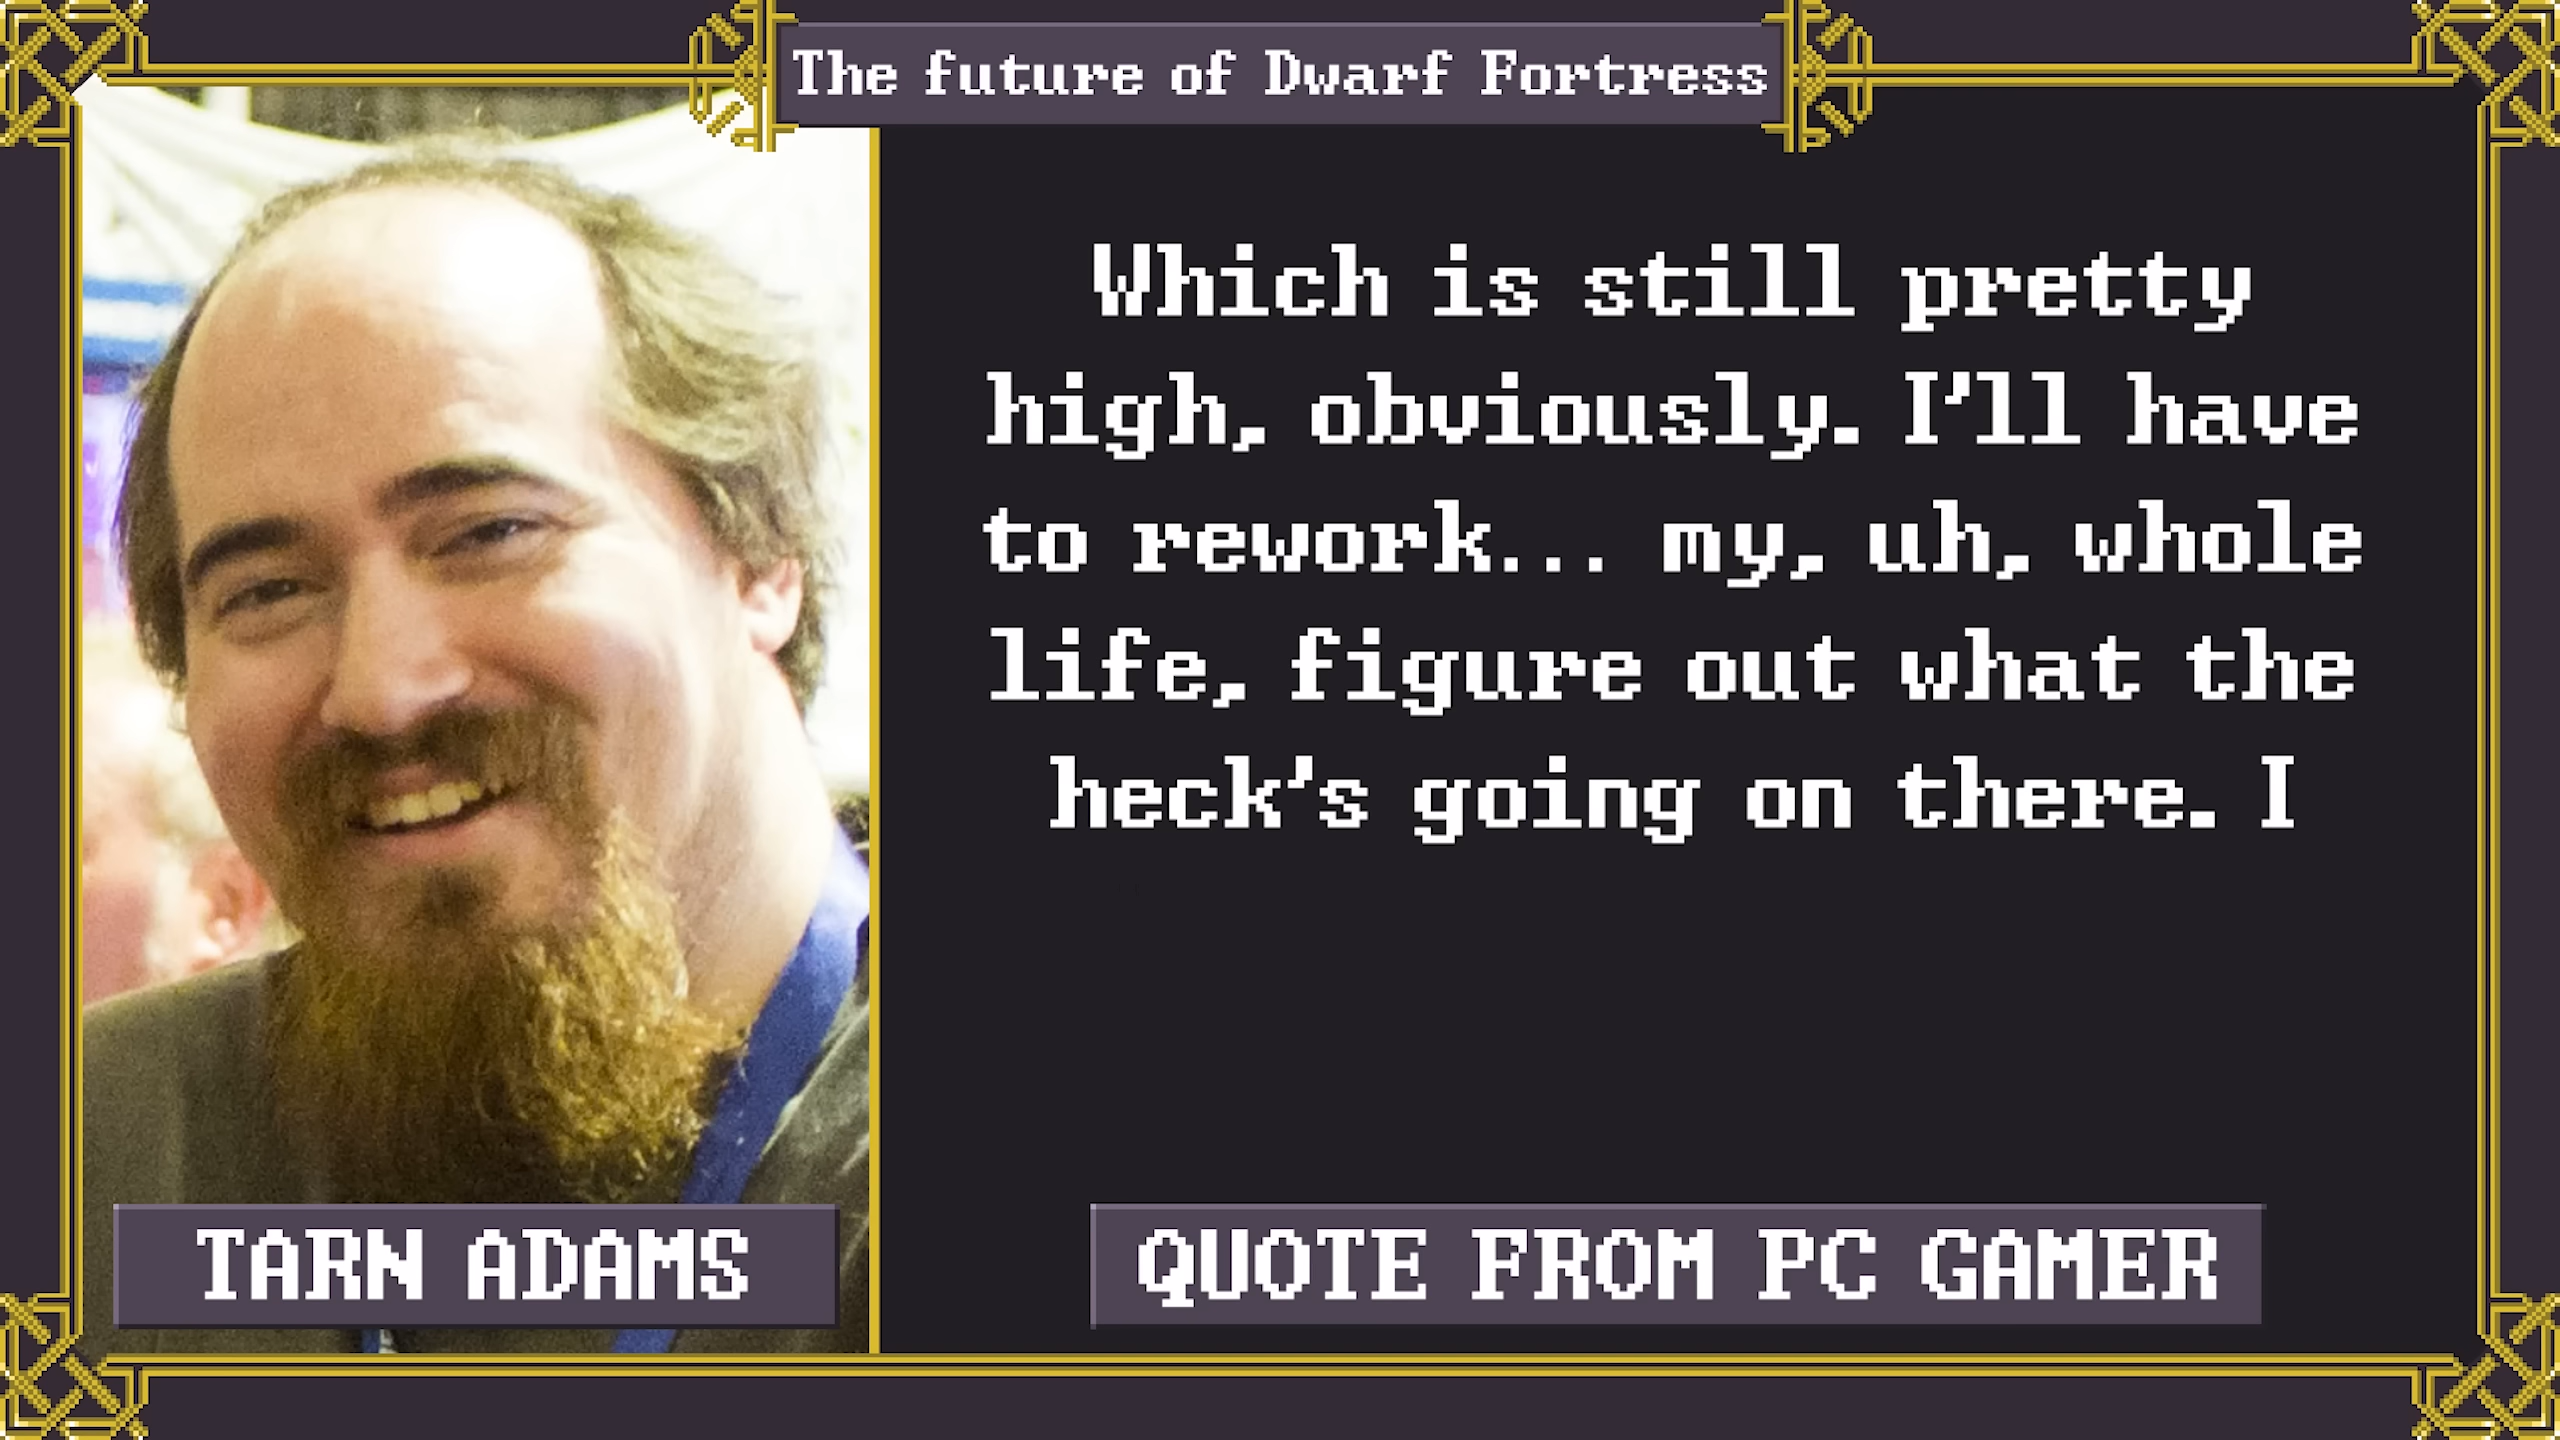 The future of Dwarf Fortress
Which is still pretty
high, obviously. I'll have
to rework... my, uh, whole
life, figure out what the
heck's going on there. I
TARN ADAMS
QUOTE FROM PC GAMER